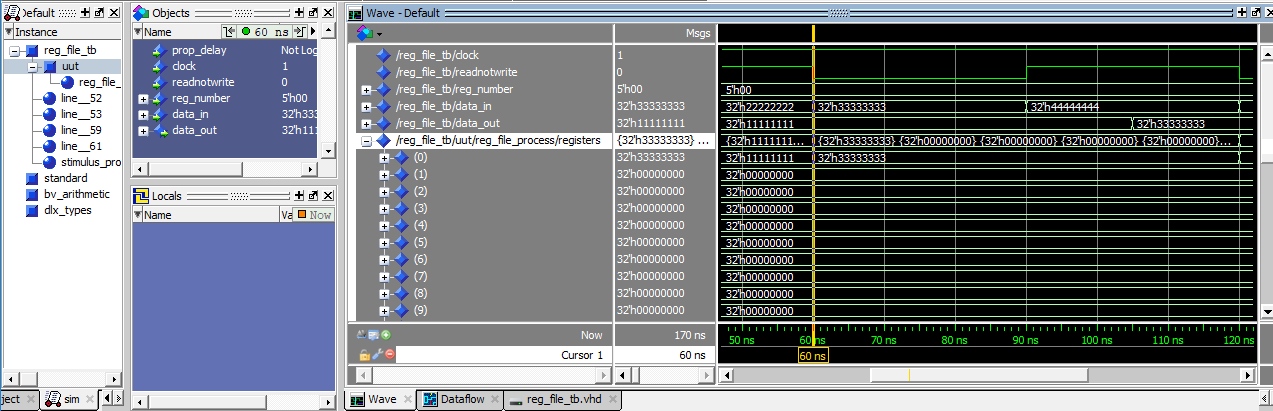 Default
Instance
reg_file_tb
uut
reg_file_
line__52
line__53
line__59
line__61
stimulus_pro
standard
bv_arithmetic
dlx_types
ject
sim
Objects
60 ns
Name
prop_delay Not Log
clock 1
readnotwrite 0
reg_number 5'h00
data_in 32'h333
data_out 32'h111
Locals
Name Va Now
Wave - Default
Msgs
/reg_file_tb/clock 1
/reg_file_tb/readnotwrite 0
/reg_file_tb/reg_number 5'h00 5'h00
/reg_file_tb/data_in 32'h33333333 32'h22222222 32'h33333333 32'h44444444
/reg_file_tb/data_out 32'h11111111 32'h11111111 32'h33333333
/reg_file_tb/uut/reg_file_process/registers {32'h33333333} ... {32'h1111111... {32'h33333333} {32'h00000000} {32'h00000000} {32'h00000000} {32'h00000000}...
(0) 32'h33333333 32'h11111111 32'h33333333
(1) 32'h00000000 32'h00000000
(2) 32'h00000000 32'h00000000
(3) 32'h00000000 32'h00000000
(4) 32'h00000000 32'h00000000
(5) 32'h00000000 32'h00000000
(6) 32'h00000000 32'h00000000
(7) 32'h00000000 32'h00000000
(8) 32'h00000000 32'h00000000
(9) 32'h00000000 32'h00000000
Now 170 ns 50 ns 60 ns 70 ns 80 ns 90 ns 100 ns 110 ns 120 ns
Cursor 1 60 ns 60 ns
Wave Dataflow reg_file_tb.vhd